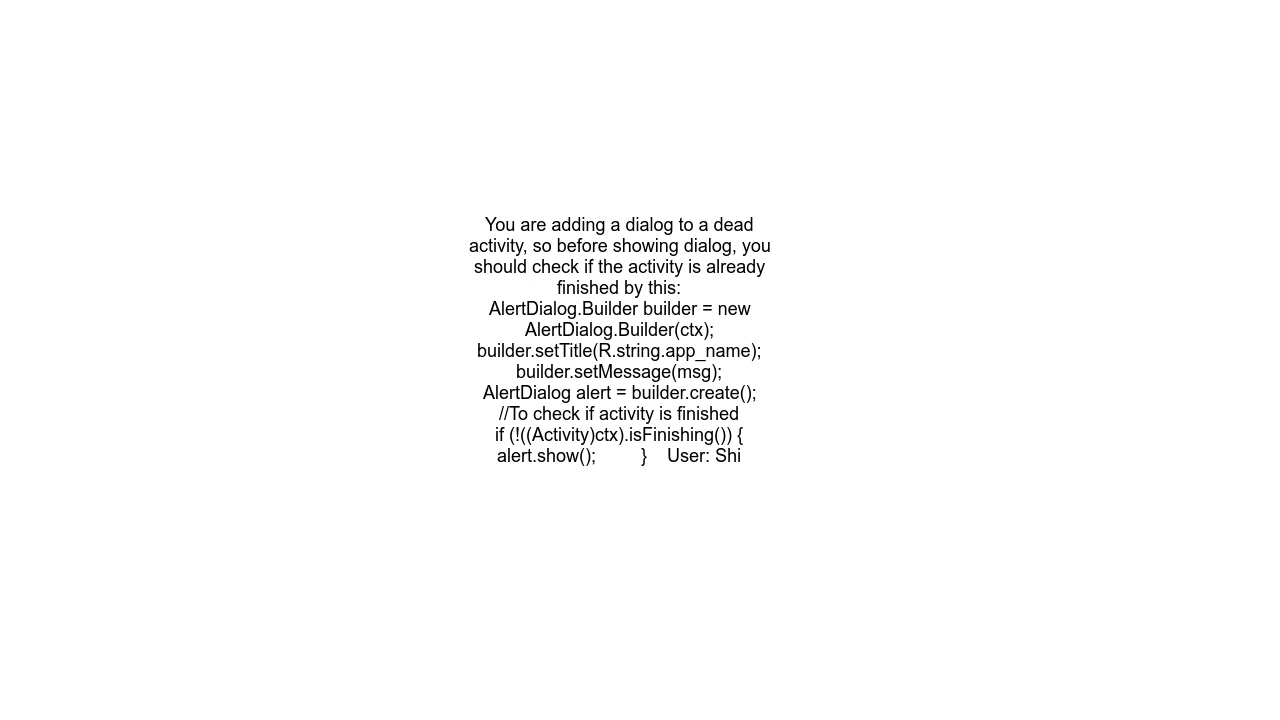 You are adding a dialog to a dead
activity, so before showing dialog, you
should check if the activity is already
finished by this:
AlertDialog.Builder builder = new
AlertDialog.Builder(ctx);
builder.setTitle(R.string.app_name);
builder.setMessage(msg);
AlertDialog alert = builder.create();
//To check if activity is finished
if (!((Activity)ctx).isFinishing()) {
alert.show();         }    User: Shi